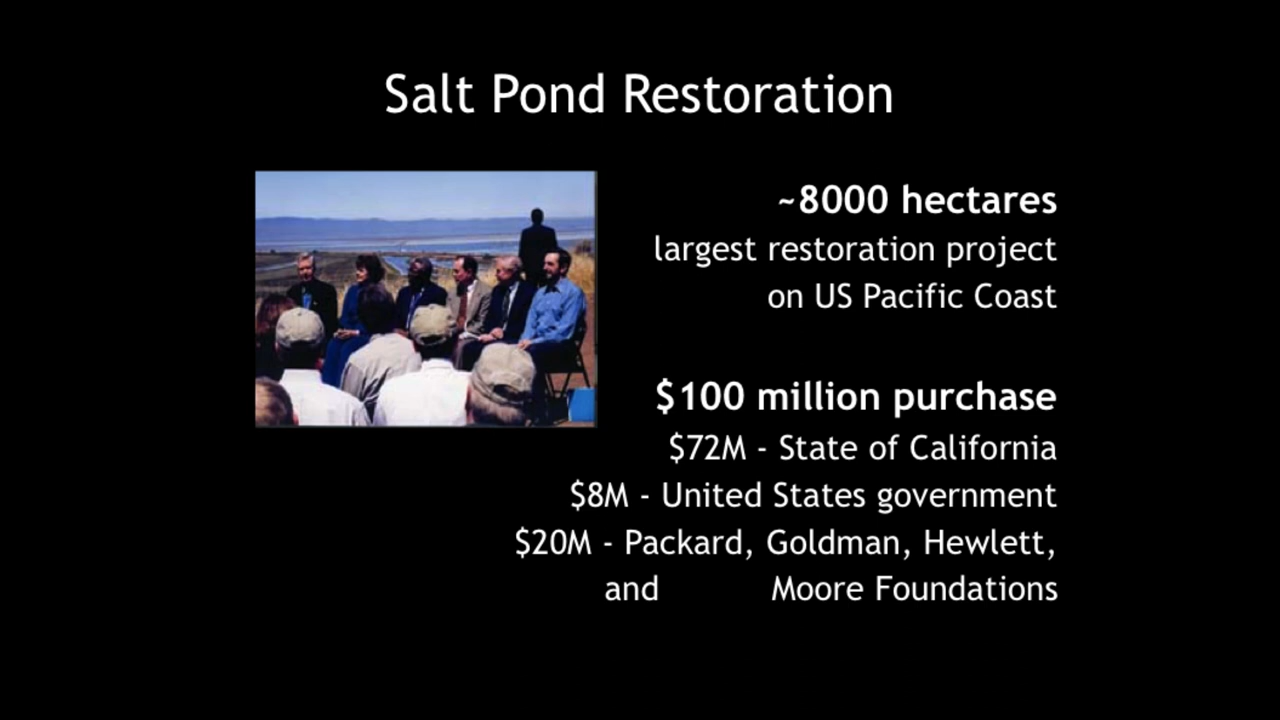 Salt Pond Restoration
~8000 hectares
largest restoration project
on US Pacific Coast
$100 million purchase
$72M - State of California
$8M - United States government
$20M - Packard, Goldman, Hewlett,
and Moore Foundations